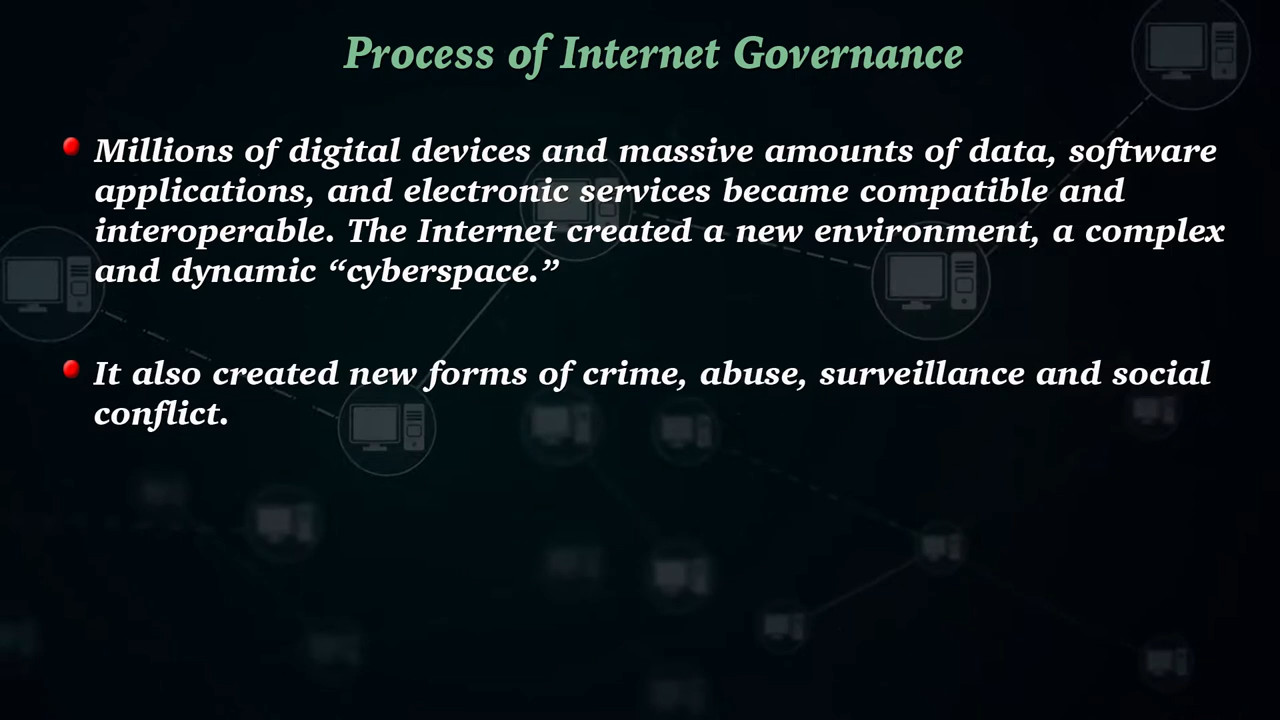 Process of Internet Governance
Millions of digital devices and massive amounts of data, software
applications, and electronic services became compatible and
interoperable. The Internet created a new environment, a complex
and dynamic “cyberspace.”
It also created new forms of crime, abuse, surveillance and social
conflict.